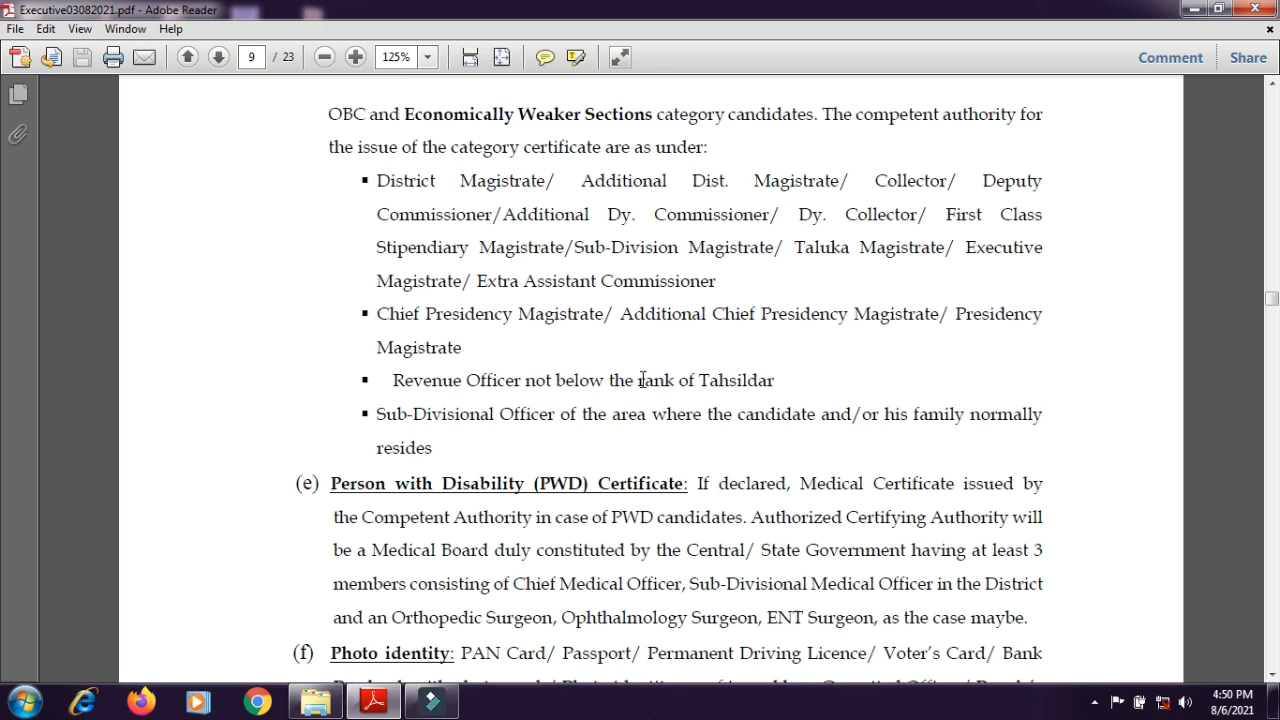 Executive03082021.pdf - Adobe Reader
File Edit View Window Help
9 / 23 125% Comment Share
OBC and Economically Weaker Sections category candidates. The competent authority for
the issue of the category certificate are as under:
▪ District Magistrate/ Additional Dist. Magistrate/ Collector/ Deputy
Commissioner/Additional Dy. Commissioner/ Dy. Collector/ First Class
Stipendiary Magistrate/Sub-Division Magistrate/ Taluka Magistrate/ Executive
Magistrate/ Extra Assistant Commissioner
▪ Chief Presidency Magistrate/ Additional Chief Presidency Magistrate/ Presidency
Magistrate
▪ Revenue Officer not below the rank of Tahsildar
▪ Sub-Divisional Officer of the area where the candidate and/or his family normally
resides
(e) Person with Disability (PWD) Certificate: If declared, Medical Certificate issued by
the Competent Authority in case of PWD candidates. Authorized Certifying Authority will
be a Medical Board duly constituted by the Central/ State Government having at least 3
members consisting of Chief Medical Officer, Sub-Divisional Medical Officer in the District
and an Orthopedic Surgeon, Ophthalmology Surgeon, ENT Surgeon, as the case maybe.
(f) Photo identity: PAN Card/ Passport/ Permanent Driving Licence/ Voter's Card/ Bank
4:50 PM
8/6/2021